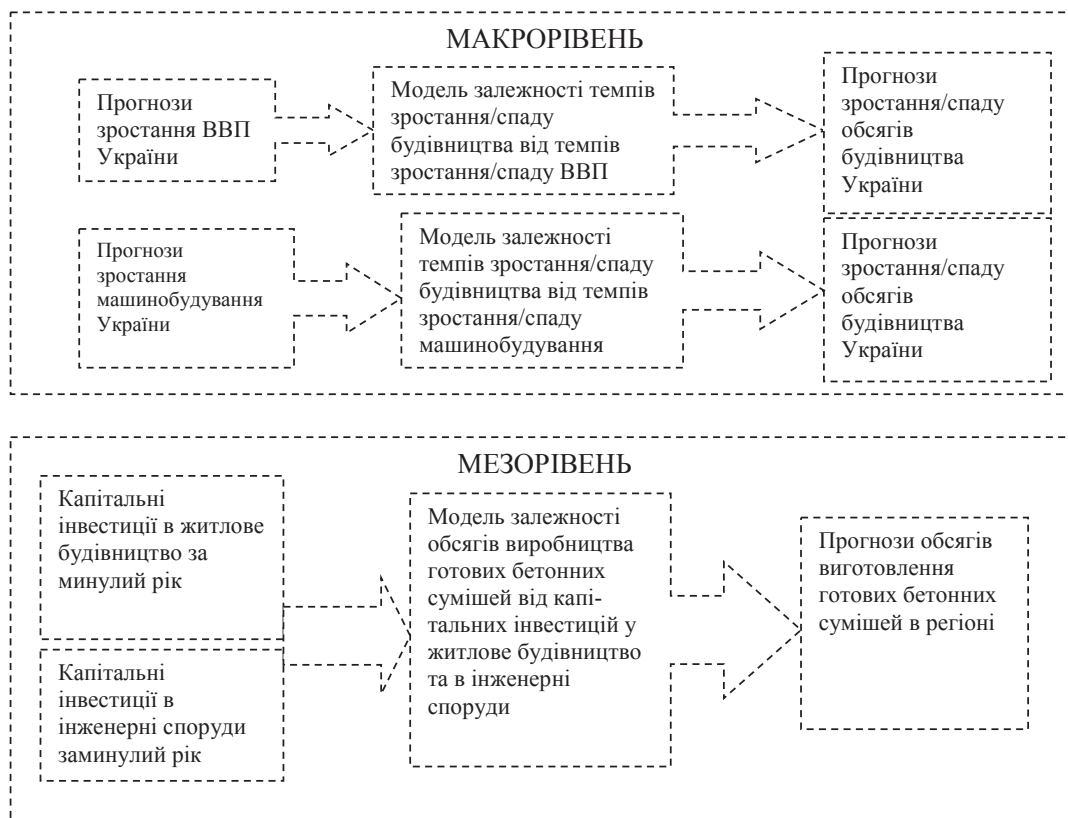 МАКРОРІВЕНЬ
Прогнози
зростання ВВП
України
Модель залежності темпів
зростання/спаду
будівництва від темпів
зростання/спаду ВВП
Прогнози
зростання/спаду
обсягів
будівництва
України
Прогнози
зростання
машинобудування
України
Модель залежності
темпів зростання/спаду
будівництва від темпів
зростання/спаду
машинобудування
Прогнози
зростання/спаду
обсягів
будівництва
України
МЕЗОРІВЕНЬ
Капітальні
інвестиції в житлове
будівництво за
минулий рік
Капітальні
інвестиції в
інженерні споруди
заминулий рік
Модель залежності
обсягів виробництва
готових бетонних
сумішей від капі-
тальних інвестицій у
житлове будівництво
та в інженерні
споруди
Прогнози обсягів
виготовлення
готових бетонних
сумішей в регіоні